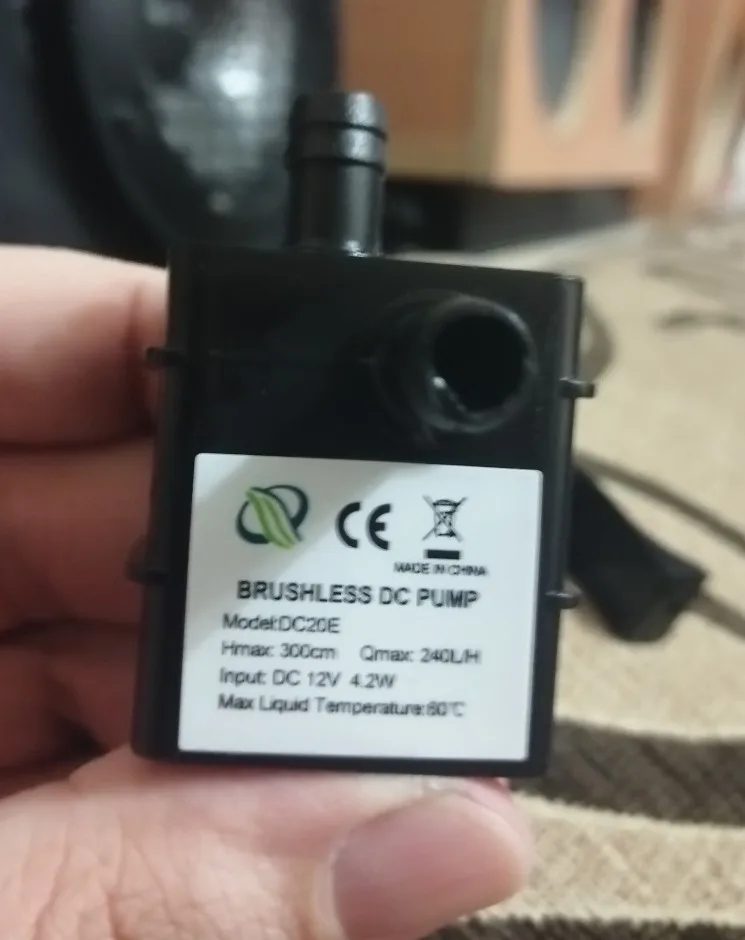 CE
MADE IN CHINA
BRUSHLESS DC PUMP
Model:DC20E
Hmax: 300cm Qmax: 240L/H
Input: DC 12V 4.2W
Max Liquid Temperature:60℃